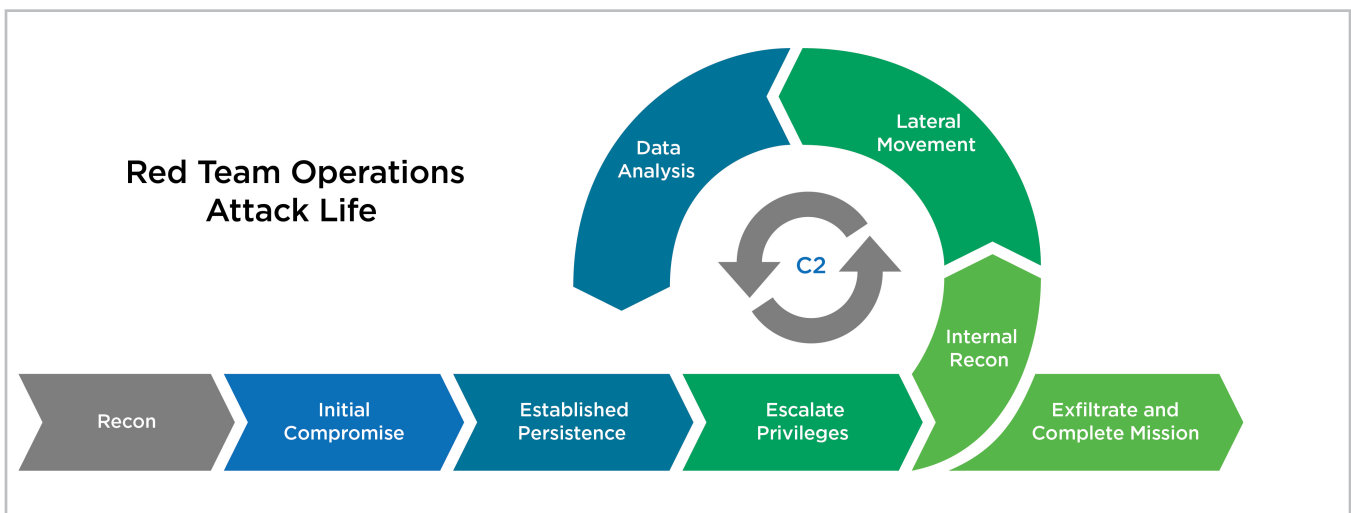 Red Team Operations
Attack Life
Data
Analysis
Lateral
Movement
C2
Internal
Recon
Recon
Initial
Compromise
Established
Persistence
Escalate
Privileges
Exfiltrate and
Complete Mission